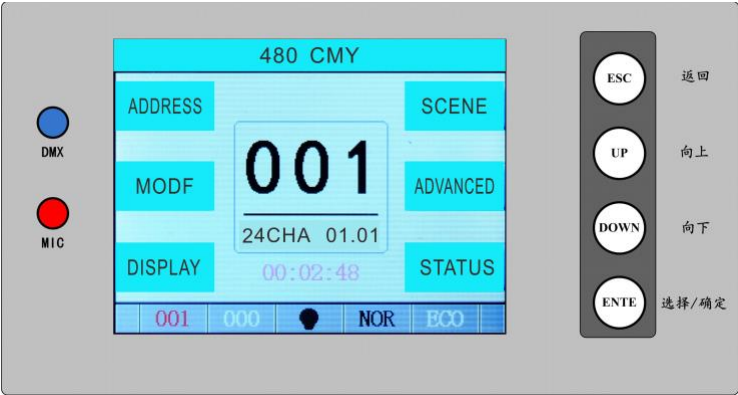 480 CMY
ADDRESS
SCENE
001
MODF
ADVANCED
24CHA 01.01
DISPLAY
00:02:48
STATUS
001 000 NOR ECO
DMX
MIC
ESC 返回
UP 向上
DOWN 向下
ENTE 选择/确定